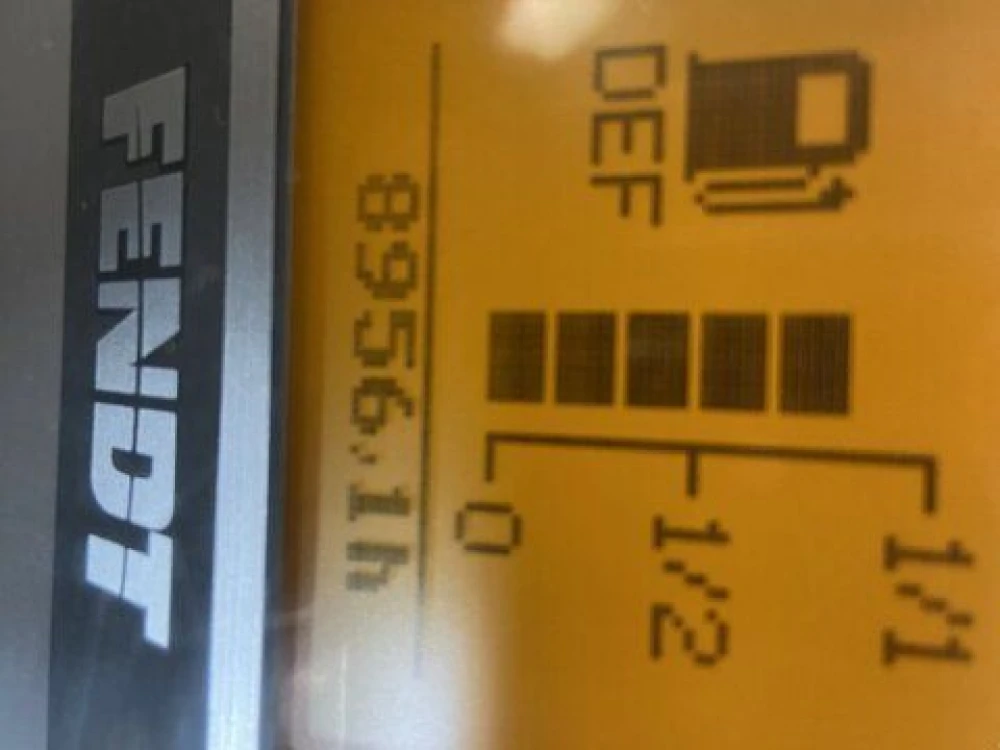 DEF
1/1
1/2
0
8956.1h
FENDT